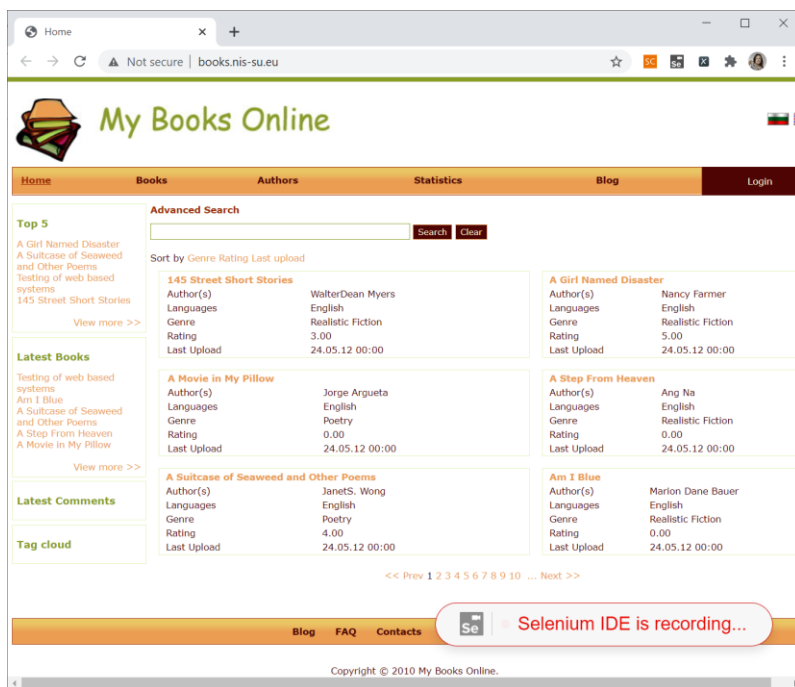 Home
Not secure | books.nis-su.eu
SC
Se
My Books Online
Home Books Authors Statistics Blog Login
Advanced Search
Search Clear
Sort by Genre Rating Last upload
Top 5
A Girl Named Disaster
A Suitcase of Seaweed
and Other Poems
Testing of web based
systems
145 Street Short Stories
View more >>
Latest Books
Testing of web based
systems
Am I Blue
A Suitcase of Seaweed
and Other Poems
A Step From Heaven
A Movie in My Pillow
View more >>
Latest Comments
Tag cloud
145 Street Short Stories
Author(s) WalterDean Myers
Languages English
Genre Realistic Fiction
Rating 3.00
Last Upload 24.05.12 00:00
A Girl Named Disaster
Author(s) Nancy Farmer
Languages English
Genre Realistic Fiction
Rating 5.00
Last Upload 24.05.12 00:00
A Movie in My Pillow
Author(s) Jorge Argueta
Languages English
Genre Poetry
Rating 0.00
Last Upload 24.05.12 00:00
A Step From Heaven
Author(s) Ang Na
Languages English
Genre Realistic Fiction
Rating 0.00
Last Upload 24.05.12 00:00
A Suitcase of Seaweed and Other Poems
Author(s) JanetS. Wong
Languages English
Genre Poetry
Rating 4.00
Last Upload 24.05.12 00:00
Am I Blue
Author(s) Marion Dane Bauer
Languages English
Genre Realistic Fiction
Rating 0.00
Last Upload 24.05.12 00:00
<< Prev 1 2 3 4 5 6 7 8 9 10 ... Next >>
Blog FAQ Contacts
Se Selenium IDE is recording...
Copyright © 2010 My Books Online.